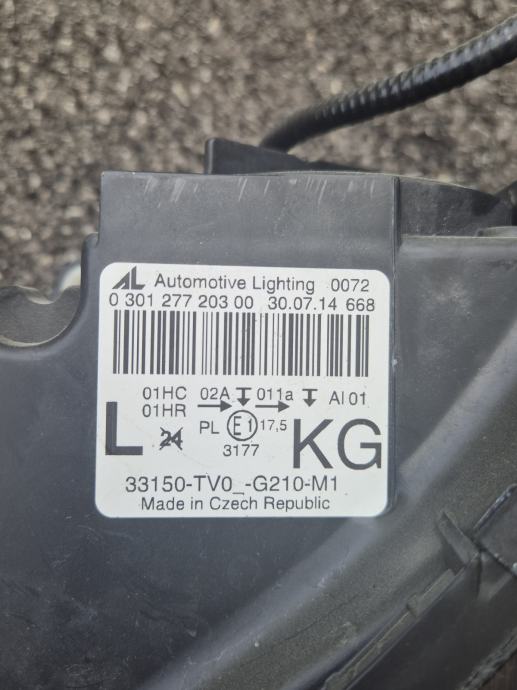 AL Automotive Lighting 0072
0 301 277 203 00 30.07.14 668
01HC 02A 011a AI 01
01HR
L 24 PL E1 17,5 KG
3177
33150-TV0_-G210-M1
Made in Czech Republic